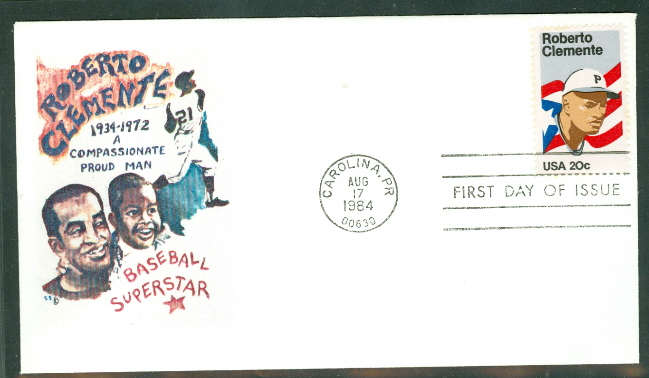 ROBERTO
CLEMENTE
1934-1972
A
COMPASSIONATE
PROUD MAN
21
BASEBALL
SUPERSTAR
CAROLINA, PR
AUG
17
1984
00630
Roberto
Clemente
P
USA 20c
FIRST DAY OF ISSUE